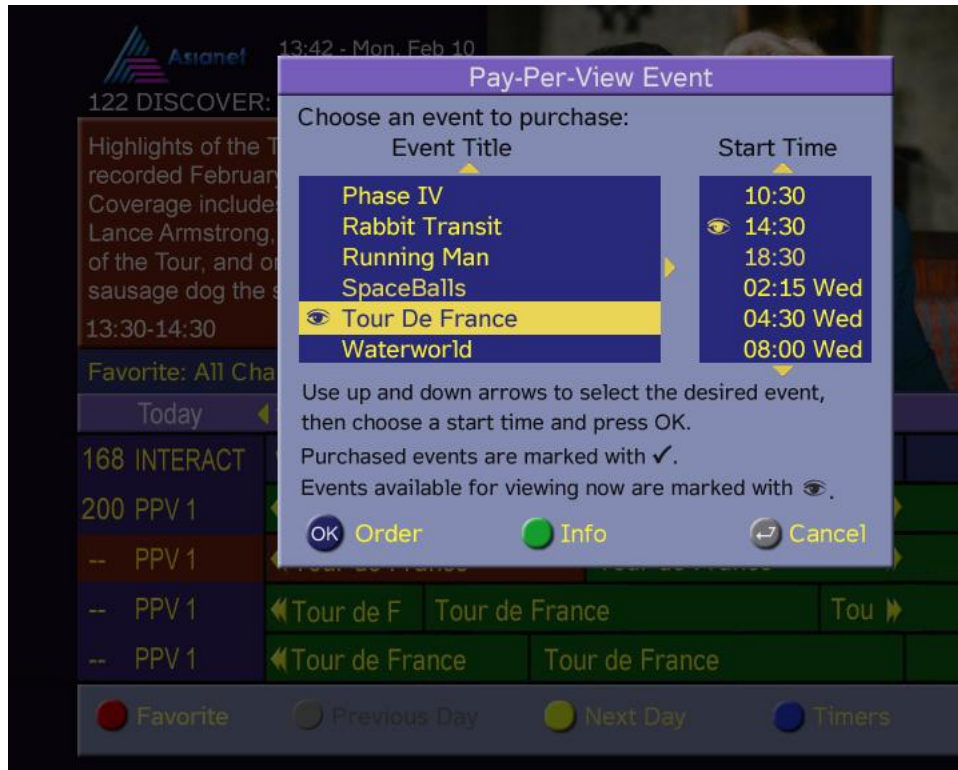 Asianet
13:42 - Mon, Feb 10
122 DISCOVER:
Highlights of the T
recorded Februar
Coverage include
Lance Armstrong,
of the Tour, and o
sausage dog the s
13:30-14:30
Favorite: All Cha
Pay-Per-View Event
Choose an event to purchase:
Event Title Start Time
Phase IV 10:30
Rabbit Transit 14:30
Running Man 18:30
SpaceBalls 02:15 Wed
Tour De France 04:30 Wed
Waterworld 08:00 Wed
Use up and down arrows to select the desired event,
then choose a start time and press OK.
Purchased events are marked with ✓.
Events available for viewing now are marked with 👁.
OK Order Info Cancel
Today
168 INTERACT
200 PPV 1
-- PPV 1
-- PPV 1 Tour de F Tour de France Tou
-- PPV 1 Tour de France Tour de France
Favorite Previous Day Next Day Timers